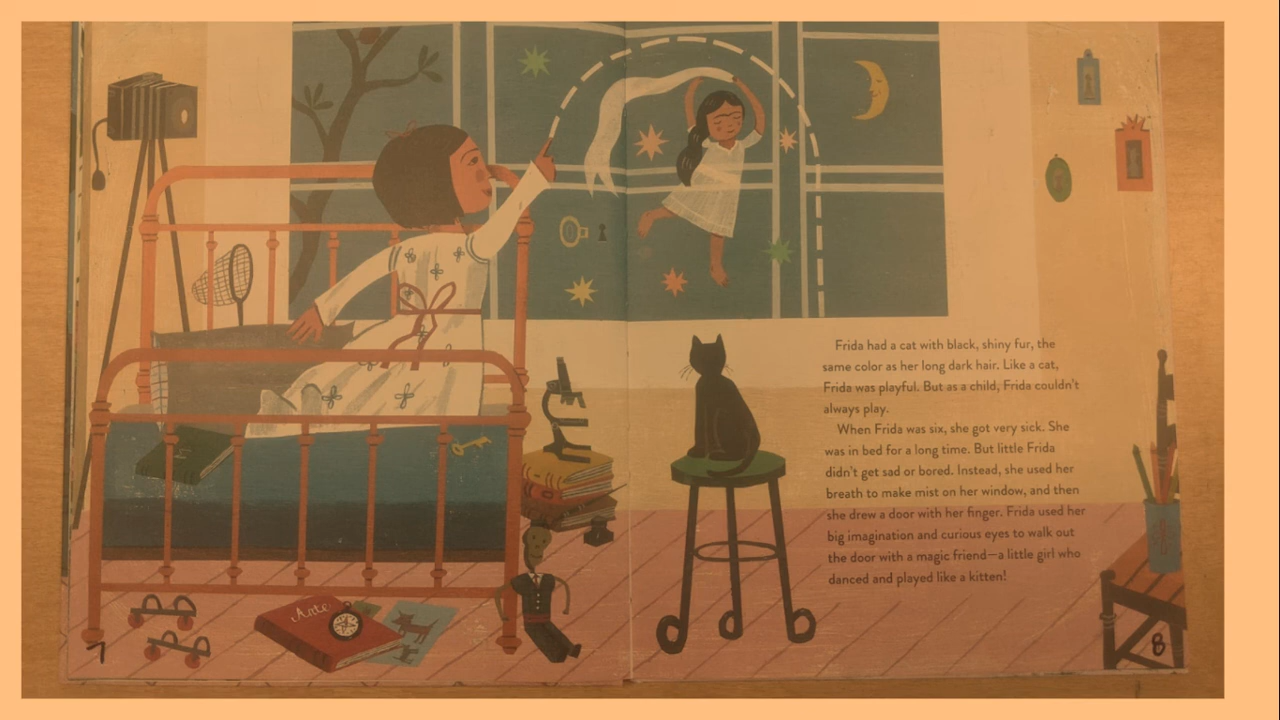 Arte
Frida had a cat with black, shiny fur, the
same color as her long dark hair. Like a cat,
Frida was playful. But as a child, Frida couldn't
always play.
When Frida was six, she got very sick. She
was in bed for a long time. But little Frida
didn't get sad or bored. Instead, she used her
breath to make mist on her window, and then
she drew a door with her finger. Frida used her
big imagination and curious eyes to walk out
the door with a magic friend—a little girl who
danced and played like a kitten!
7
8